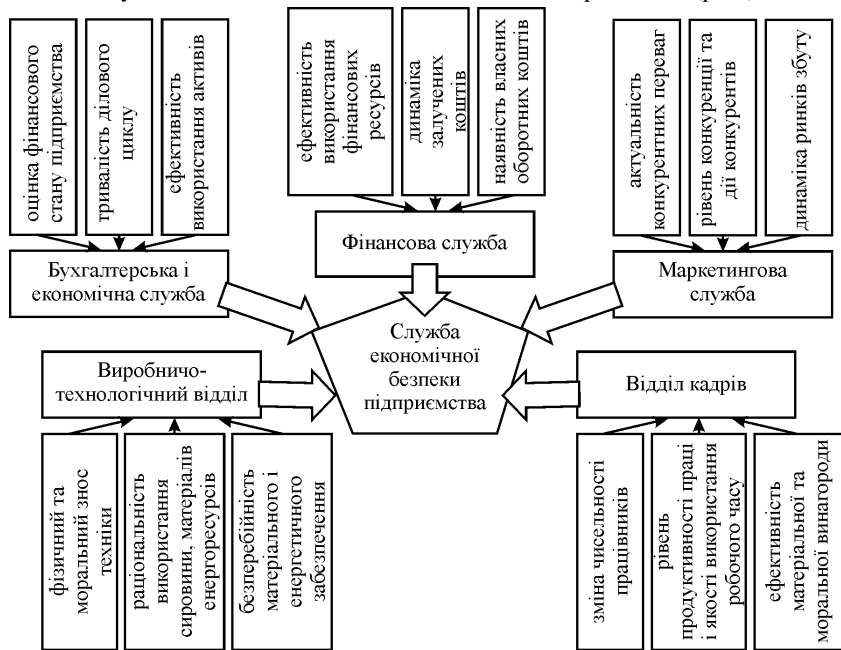 оцінка фінансового
стану підприємства
тривалість ділового
циклу
ефективність
використання активів
ефективність
використання
фінансових
ресурсів
динаміка
залучених
коштів
наявність власних
оборотних коштів
актуальність
конкурентних переваг
рівень конкуренції та
дії конкурентів
динаміка ринків збуту
Бухгалтерська і
економічна служба
Фінансова служба
Маркетингова
служба
Служба
економічної
безпеки
підприємства
Виробничо-
технологічний відділ
Відділ кадрів
фізичний та
моральний знос
техніки
раціональність
використання
сировини, матеріалів
енергоресурсів
безперебійність
матеріального і
енергетичного
забезпечення
зміна чисельності
працівників
рівень
продуктивності праці
і якості використання
робочого часу
ефективність
матеріальної та
моральної винагороди